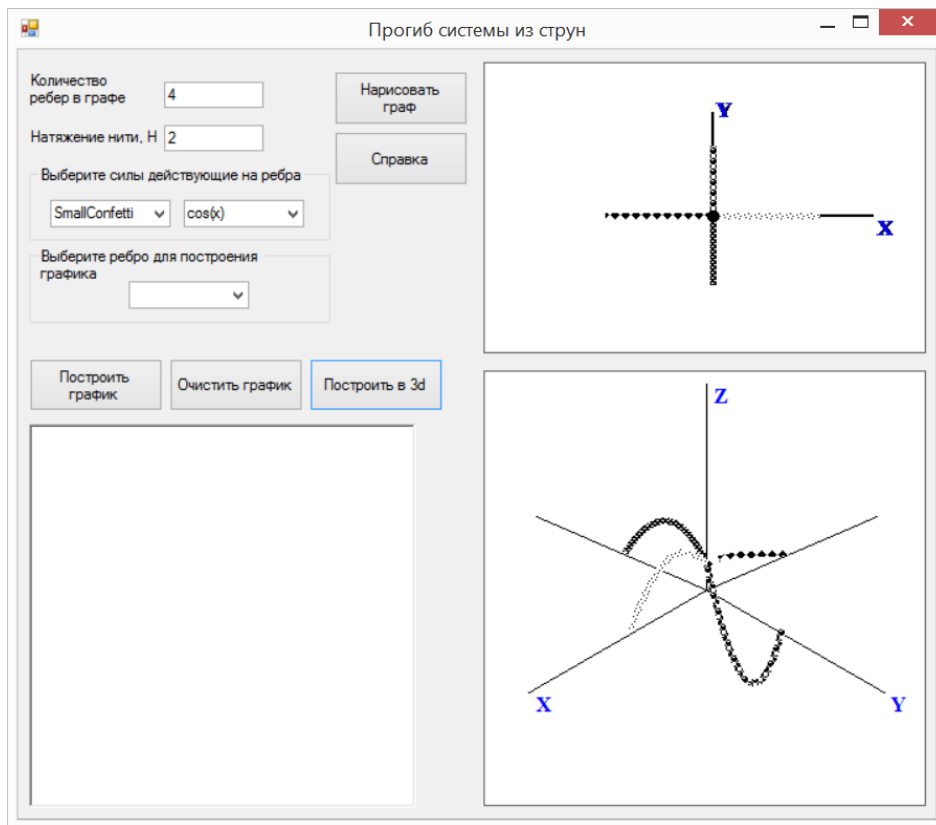 Прогиб системы из струн
Количество
ребер в графе
4
Нарисовать
граф
Натяжение нити, Н
2
Справка
Выберите силы действующие на ребра
SmallConfetti
cos(x)
Выберите ребро для построения
графика
Построить
график
Очистить график
Построить в 3d
Y
X
Z
X
Y